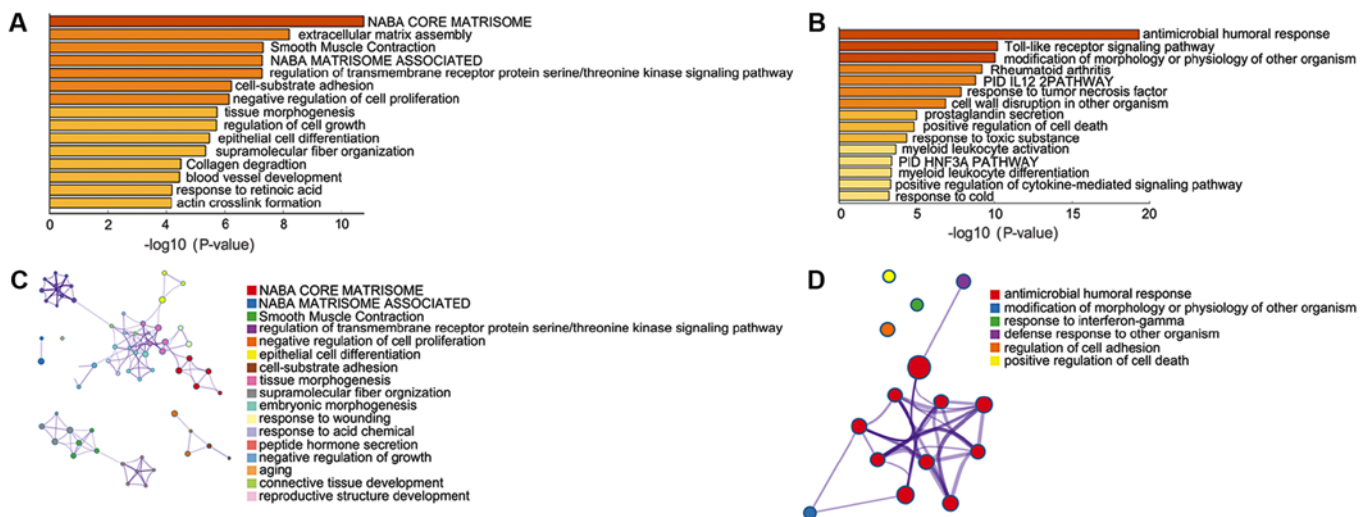 A
NABA CORE MATRISOME
extracellular matrix assembly
Smooth Muscle Contraction
NABA MATRISOME ASSOCIATED
regulation of transmembrane receptor protein serine/threonine kinase signaling pathway
cell-substrate adhesion
negative regulation of cell proliferation
tissue morphogenesis
regulation of cell growth
epithelial cell differentiation
supramolecular fiber organization
Collagen degradtion
blood vessel development
response to retinoic acid
actin crosslink formation
0 2 4 6 8 10
-log10 (P-value)
B
antimicrobial humoral response
Toll-like receptor signaling pathway
modification of morphology or physiology of other organism
Rheumatoid arthritis
PID IL12 2PATHWAY
response to tumor necrosis factor
cell wall disruption in other organism
prostaglandin secretion
positive regulation of cell death
response to toxic substance
myeloid leukocyte activation
PID HNF3A PATHWAY
myeloid leukocyte differentiation
positive regulation of cytokine-mediated signaling pathway
response to cold
0 5 10 15 20
-log10 (P-value)
C
NABA CORE MATRISOME
NABA MATRISOME ASSOCIATED
Smooth Muscle Contraction
regulation of transmembrane receptor protein serine/threonine kinase signaling pathway
negative regulation of cell proliferation
epithelial cell differentiation
cell-substrate adhesion
tissue morphogenesis
supramolecular fiber orgnization
embryonic morphogenesis
response to wounding
response to acid chemical
peptide hormone secretion
negative regulation of growth
aging
connective tissue development
reproductive structure development
D
antimicrobial humoral response
modification of morphology or physiology of other organism
response to interferon-gamma
defense response to other organism
regulation of cell adhesion
positive regulation of cell death